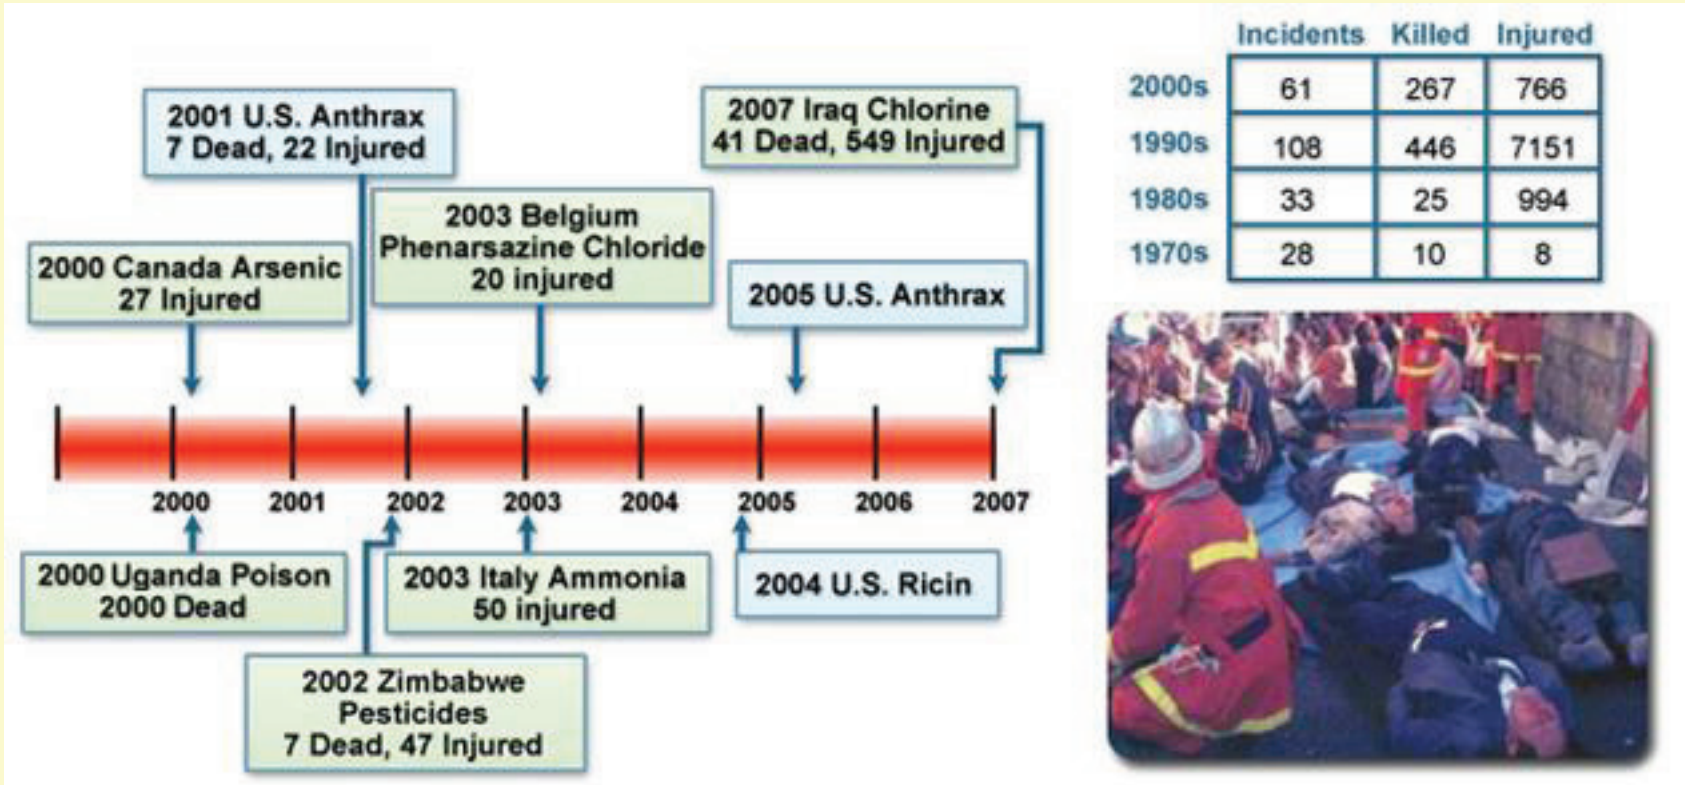 2001 U.S. Anthrax
7 Dead, 22 Injured
2007 Iraq Chlorine
41 Dead, 549 Injured
2003 Belgium
Phenarsazine Chloride
20 injured
2000 Canada Arsenic
27 Injured
2005 U.S. Anthrax
2000 2001 2002 2003 2004 2005 2006 2007
2000 Uganda Poison
2000 Dead
2003 Italy Ammonia
50 injured
2004 U.S. Ricin
2002 Zimbabwe
Pesticides
7 Dead, 47 Injured
Incidents Killed Injured
2000s 61 267 766
1990s 108 446 7151
1980s 33 25 994
1970s 28 10 8